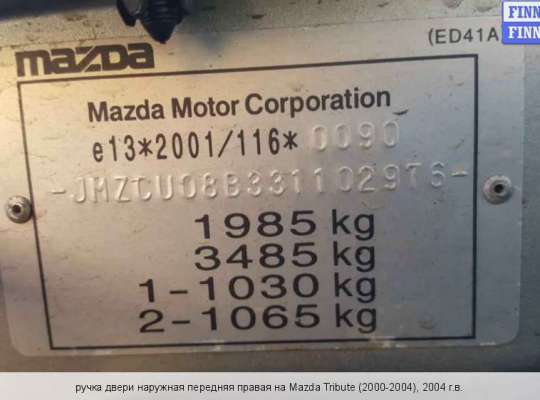 FINN
FINN
(ED41A
mazda
Mazda Motor Corporation
e13*2001/116* 0090
1985 kg
3485 kg
1-1030 kg
2-1065 kg
ручка двери наружная передняя правая на Mazda Tribute (2000-2004), 2004 г.в.